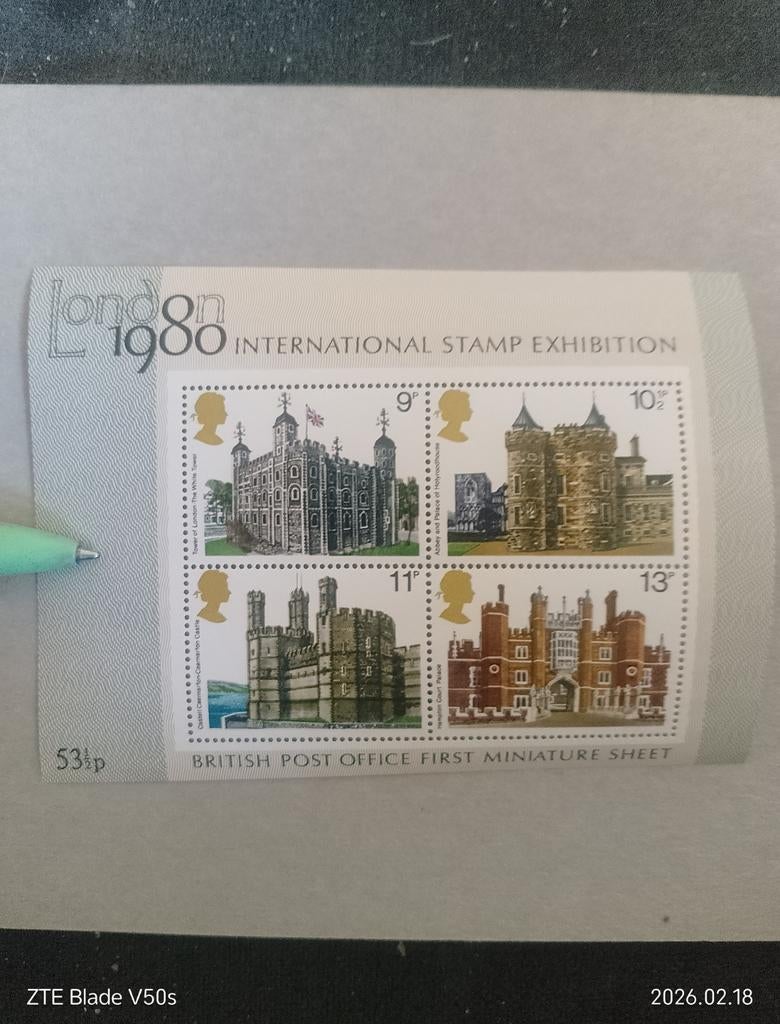 London
1980 INTERNATIONAL STAMP EXHIBITION
9P
Tower of London The White Tower
10½P
Abbey and Palace of Holyroodhouse
11P
Castell Caernarfon-Caernarfon Castle
13P
Hampton Court Palace
53½p
BRITISH POST OFFICE FIRST MINIATURE SHEET
ZTE Blade V50s
2026.02.18